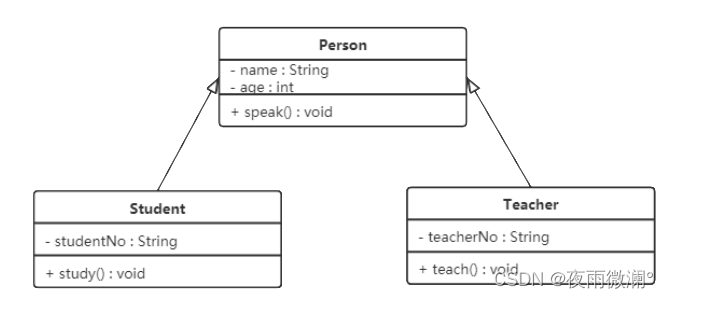 Person
- name : String
- age : int
+ speak() : void
Student
- studentNo : String
+ study() : void
Teacher
- teacherNo : String
+ teach() : void
CSDN @夜雨微澜°